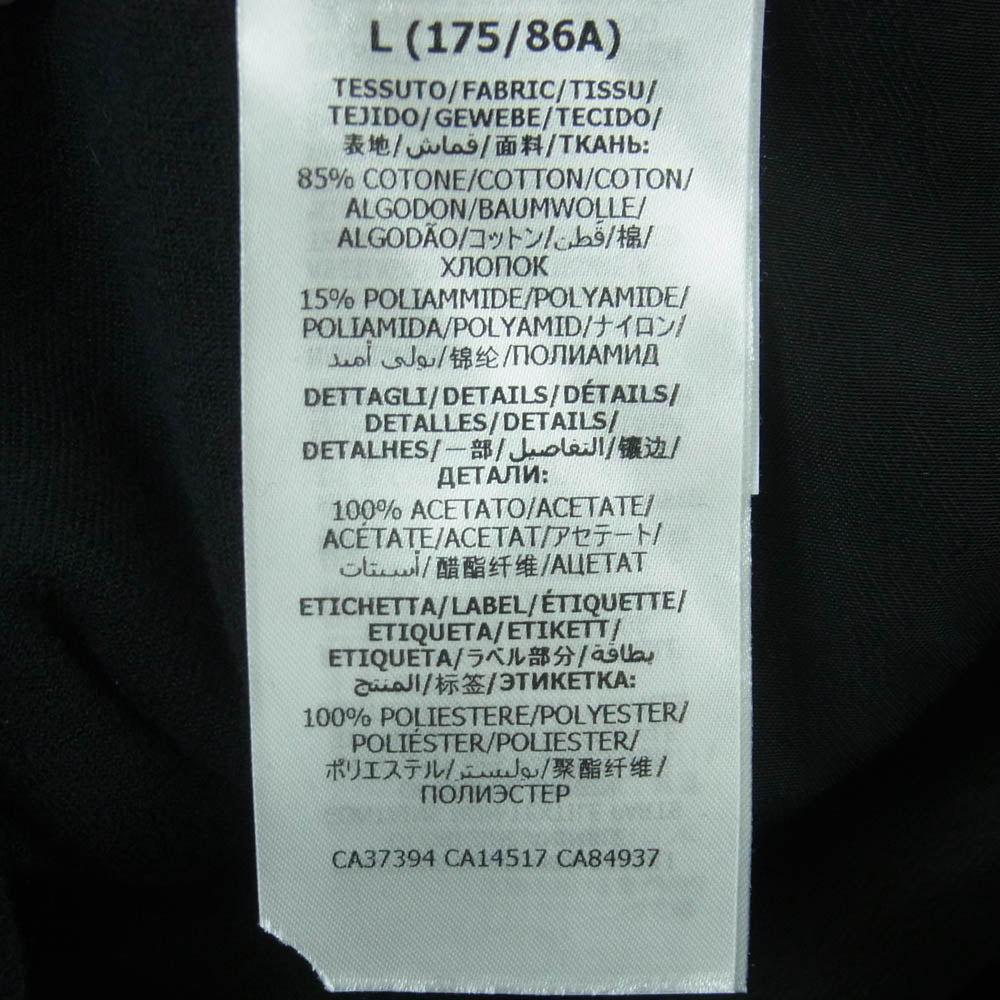 L (175/86A)
TESSUTO/FABRIC/TISSU/
TEJIDO/GEWEBE/TECIDO/
表地/قماش/面料/ТКАНЬ:
85% COTONE/COTTON/COTON/
ALGODON/BAUMWOLLE/
ALGODÃO/コットン/قطن/棉/
ХЛОПОК
15% POLIAMMIDE/POLYAMIDE/
POLIAMIDA/POLYAMID/ナイロン/
بولى أميد/锦纶/ПОЛИАМИД
DETTAGLI/DETAILS/DÉTAILS/
DETALLES/DETAILS/
DETALHES/一部/التفاصيل/镶边/
ДЕТАЛИ:
100% ACETATO/ACETATE/
ACÉTATE/ACETAT/アセテート/
أسيتات/醋酯纤维/АЦЕТАТ
ETICHETTA/LABEL/ÉTIQUETTE/
ETIQUETA/ETIKETT/
ETIQUETA/ラベル部分/بطاقة
المنتج/标签/ЭТИКЕТКА:
100% POLIESTERE/POLYESTER/
POLIÉSTER/POLIESTER/
ポリエステル/بوليستر/聚酯纤维/
ПОЛИЭСТЕР
CA37394 CA14517 CA84937